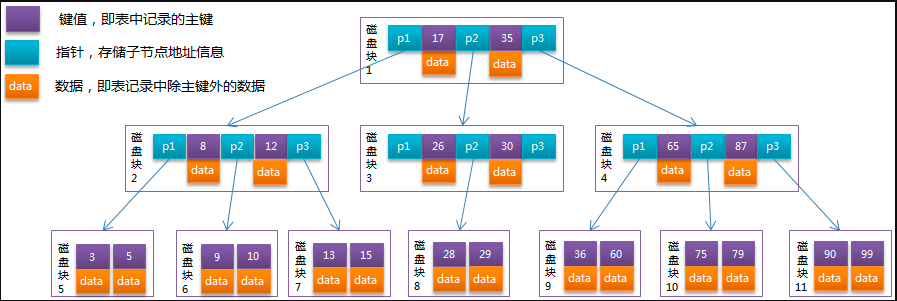 键值，即表中记录的主键
指针，存储子节点地址信息
data 数据，即表记录中除主键外的数据
磁盘块1 p1 17 p2 35 p3
data data
磁盘块2 p1 8 p2 12 p3
data data
磁盘块3 p1 26 p2 30 p3
data data
磁盘块4 p1 65 p2 87 p3
data data
磁盘块5 3 5
data data
磁盘块6 9 10
data data
磁盘块7 13 15
data data
磁盘块8 28 29
data data
磁盘块9 36 60
data data
磁盘块10 75 79
data data
磁盘块11 90 99
data data